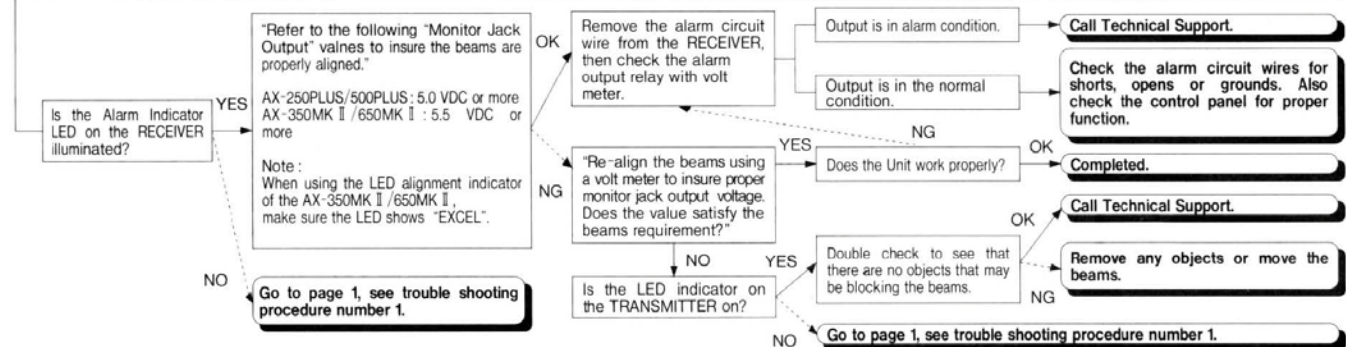 Is the Alarm Indicator
LED on the RECEIVER
illuminated?
YES
NO
"Refer to the following "Monitor Jack
Output" valnes to insure the beams are
properly aligned."
AX-250PLUS/500PLUS : 5.0 VDC or more
AX-350MK Ⅱ /650MK Ⅱ : 5.5 VDC or
more
Note :
When using the LED alignment indicator
of the AX-350MK Ⅱ /650MK Ⅱ ,
make sure the LED shows "EXCEL".
Go to page 1, see trouble shooting
procedure number 1.
OK
NG
Remove the alarm circuit
wire from the RECEIVER,
then check the alarm
output relay with volt
meter.
Output is in alarm condition.
Call Technical Support.
Output is in the normal
condition.
Check the alarm circuit wires for
shorts, opens or grounds. Also
check the control panel for proper
function.
"Re-align the beams using
a volt meter to insure proper
monitor jack output voltage.
Does the value satisfy the
beams requirement?"
YES
NO
Does the Unit work properly?
NG
OK
Completed.
Is the LED indicator on
the TRANSMITTER on?
YES
NO
Double check to see that
there are no objects that may
be blocking the beams.
OK
NG
Call Technical Support.
Remove any objects or move the
beams.
Go to page 1, see trouble shooting procedure number 1.